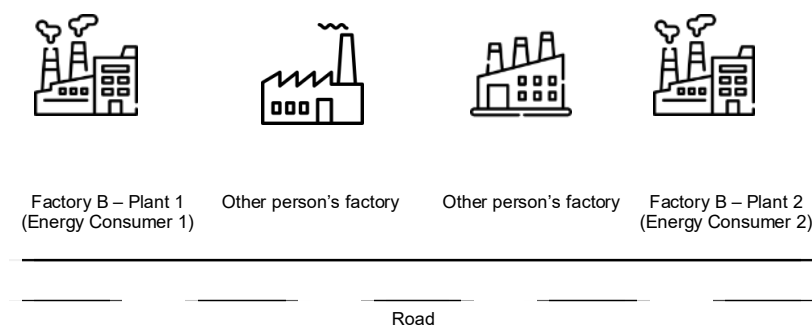 Factory B – Plant 1
(Energy Consumer 1)
Other person’s factory
Other person’s factory
Factory B – Plant 2
(Energy Consumer 2)
Road